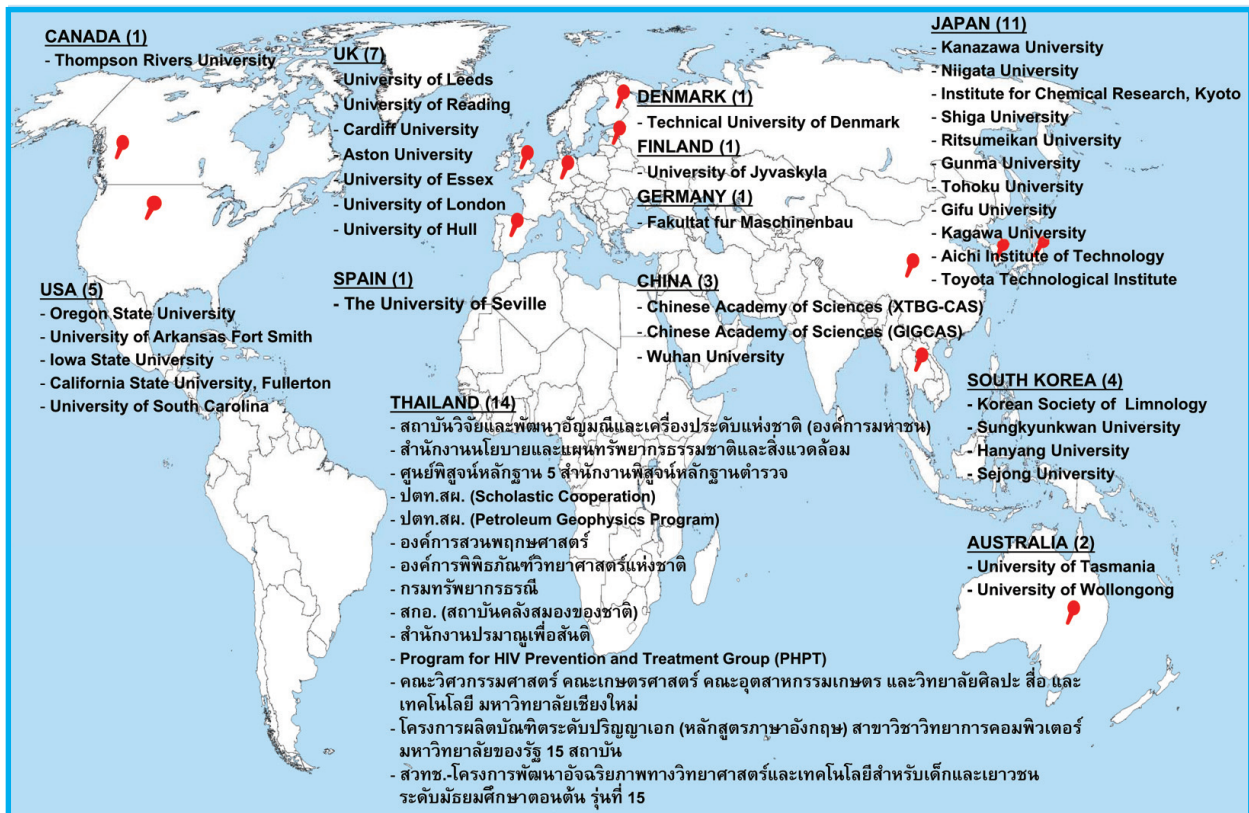 CANADA (1)
- Thompson Rivers University
UK (7)
- University of Leeds
- University of Reading
- Cardiff University
- Aston University
- University of Essex
- University of London
- University of Hull
DENMARK (1)
- Technical University of Denmark
FINLAND (1)
- University of Jyvaskyla
GERMANY (1)
- Fakultat fur Maschinenbau
JAPAN (11)
- Kanazawa University
- Niigata University
- Institute for Chemical Research, Kyoto
- Shiga University
- Ritsumeikan University
- Gunma University
- Tohoku University
- Gifu University
- Kagawa University
- Aichi Institute of Technology
- Toyota Technological Institute
USA (5)
- Oregon State University
- University of Arkansas Fort Smith
- Iowa State University
- California State University, Fullerton
- University of South Carolina
SPAIN (1)
- The University of Seville
CHINA (3)
- Chinese Academy of Sciences (XTBG-CAS)
- Chinese Academy of Sciences (GIGCAS)
- Wuhan University
SOUTH KOREA (4)
- Korean Society of Limnology
- Sungkyunkwan University
- Hanyang University
- Sejong University
THAILAND (14)
- สถาบันวิจัยและพัฒนาอัญมณีและเครื่องประดับแห่งชาติ (องค์การมหาชน)
- สำนักงานนโยบายและแผนทรัพยากรธรรมชาติและสิ่งแวดล้อม
- ศูนย์พิสูจน์หลักฐาน 5 สำนักงานพิสูจน์หลักฐานตำรวจ
- ปตท.สผ. (Scholastic Cooperation)
- ปตท.สผ. (Petroleum Geophysics Program)
- องค์การสวนพฤกษศาสตร์
- องค์การพิพิธภัณฑ์วิทยาศาสตร์แห่งชาติ
- กรมทรัพยากรธรณี
- สกอ. (สถาบันคลังสมองของชาติ)
- สำนักงานปรมาณูเพื่อสันติ
- Program for HIV Prevention and Treatment Group (PHPT)
- คณะวิศวกรรมศาสตร์ คณะเกษตรศาสตร์ คณะอุตสาหกรรมเกษตร และวิทยาลัยศิลปะ สื่อ และ
เทคโนโลยี มหาวิทยาลัยเชียงใหม่
- โครงการผลิตบัณฑิตระดับปริญญาเอก (หลักสูตรภาษาอังกฤษ) สาขาวิชาวิทยาการคอมพิวเตอร์
มหาวิทยาลัยของรัฐ 15 สถาบัน
- สวทช.-โครงการพัฒนาอัจฉริยภาพทางวิทยาศาสตร์และเทคโนโลยีสำหรับเด็กและเยาวชน
ระดับมัธยมศึกษาตอนต้น รุ่นที่ 15
AUSTRALIA (2)
- University of Tasmania
- University of Wollongong